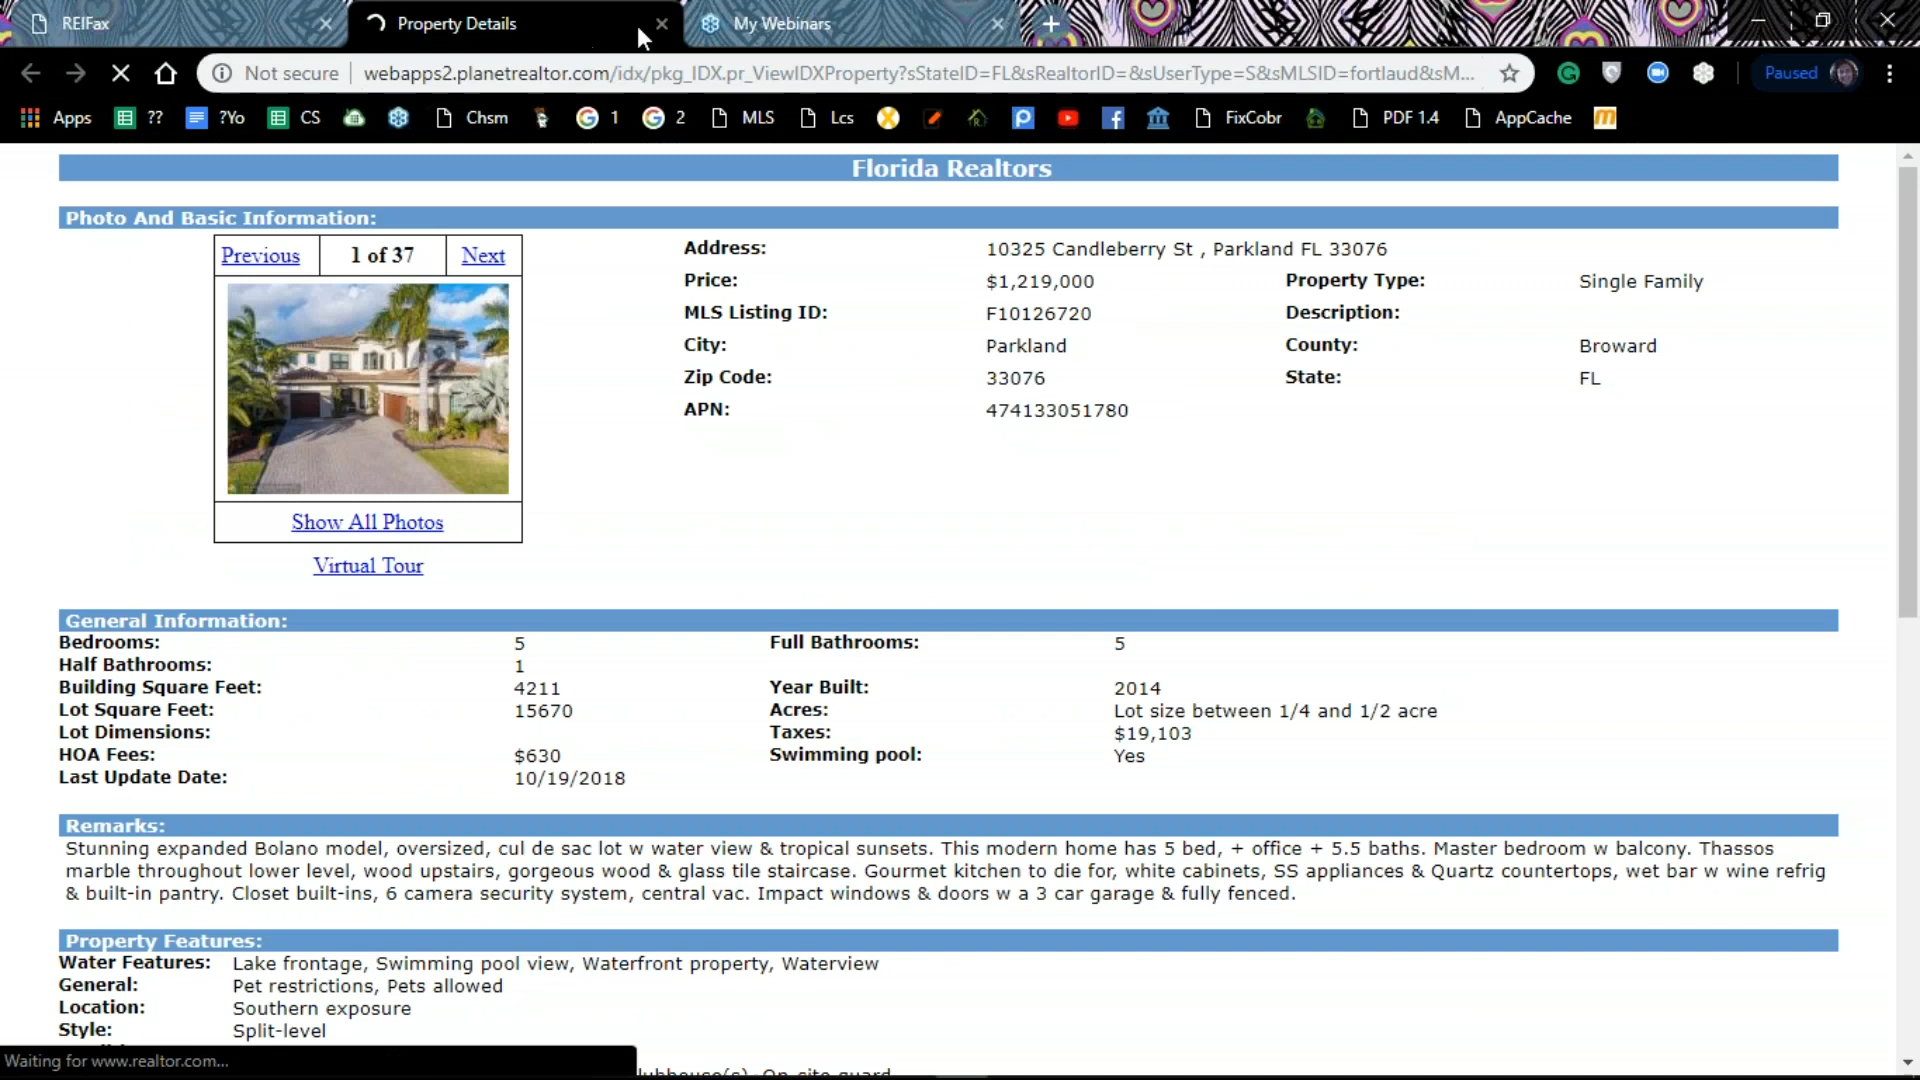 REIFax
Property Details
My Webinars
Not secure
webapps2.planetrealtor.com/idx/pkg_IDX.pr_ViewIDXProperty?sStateID=FL&sRealtorID=&sUserType=S&sMLSID=fortlaud&sM...
Paused
Apps ?? ?Yo CS Chsm 1 2 MLS Lcs FixCobr PDF 1.4 AppCache
Florida Realtors
Photo And Basic Information:
Previous 1 of 37 Next
Show All Photos
Virtual Tour
Address: 10325 Candleberry St , Parkland FL 33076
Price: $1,219,000 Property Type: Single Family
MLS Listing ID: F10126720 Description:
City: Parkland County: Broward
Zip Code: 33076 State: FL
APN: 474133051780
General Information:
Bedrooms: 5 Full Bathrooms: 5
Half Bathrooms: 1
Building Square Feet: 4211 Year Built: 2014
Lot Square Feet: 15670 Acres: Lot size between 1/4 and 1/2 acre
Lot Dimensions: Taxes: $19,103
HOA Fees: $630 Swimming pool: Yes
Last Update Date: 10/19/2018
Remarks:
Stunning expanded Bolano model, oversized, cul de sac lot w water view & tropical sunsets. This modern home has 5 bed, + office + 5.5 baths. Master bedroom w balcony. Thassos
marble throughout lower level, wood upstairs, gorgeous wood & glass tile staircase. Gourmet kitchen to die for, white cabinets, SS appliances & Quartz countertops, wet bar w wine refrig
& built-in pantry. Closet built-ins, 6 camera security system, central vac. Impact windows & doors w a 3 car garage & fully fenced.
Property Features:
Water Features: Lake frontage, Swimming pool view, Waterfront property, Waterview
General: Pet restrictions, Pets allowed
Location: Southern exposure
Style: Split-level
Waiting for www.realtor.com...